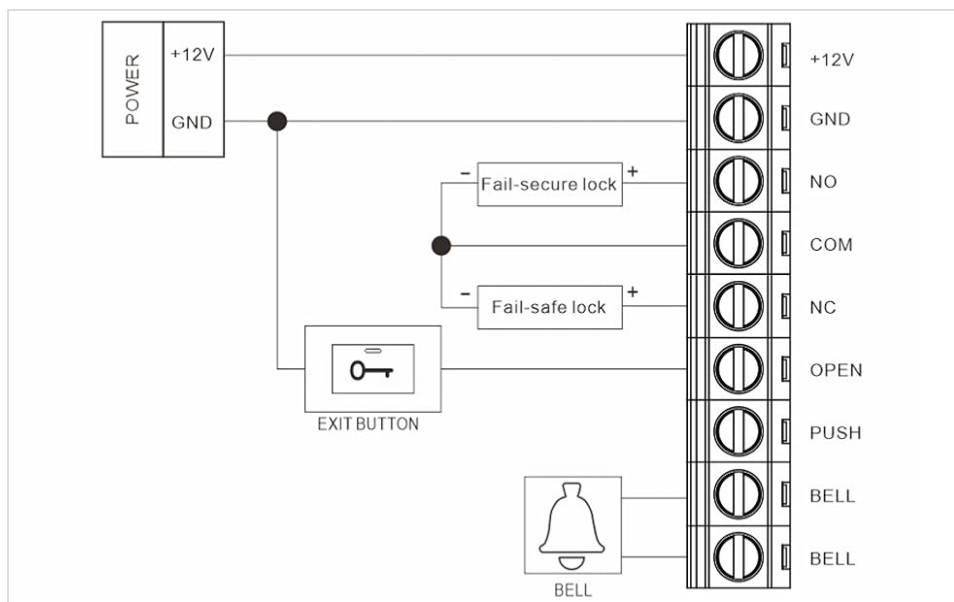 POWER
+12V
GND
- Fail-secure lock +
- Fail-safe lock +
EXIT BUTTON
BELL
+12V
GND
NO
COM
NC
OPEN
PUSH
BELL
BELL